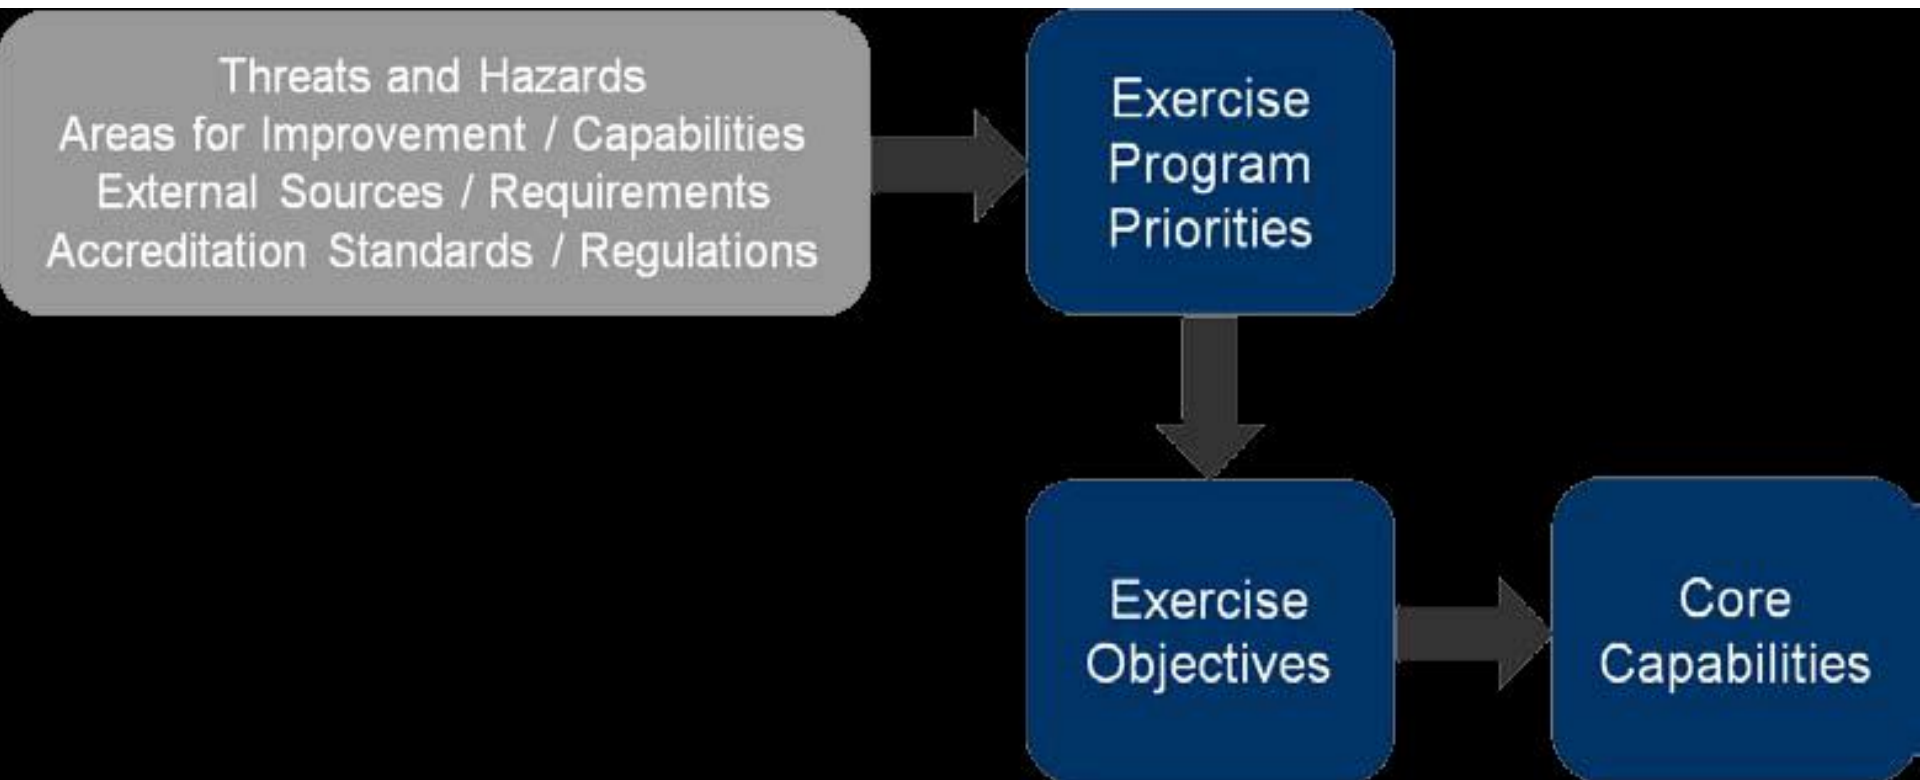 Threats and Hazards
Areas for Improvement / Capabilities
External Sources / Requirements
Accreditation Standards / Regulations
Exercise
Program
Priorities
Exercise
Objectives
Core
Capabilities